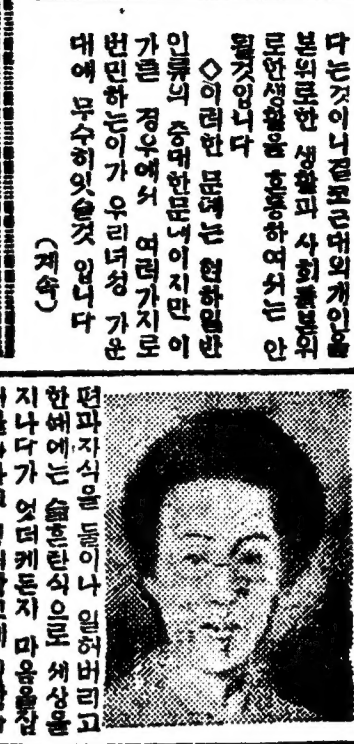 다는것이니결코근대의개인을
본위로한 생활과 사회를본위
로한생활을 혼동하여서는 안
될것입니다
◇이러한 문뎨는 현하일반
인류의 중대한문뎨이지만 이
가튼 경우에서 여러가지로
번민하는이가 우리녀성 가운
대에 무수히잇슬것 입니다
(계속)
편과자식을 둘이나 일허버리고
한때에는 혼란식으로 세상을
지나다가 엇더케든지 마음을잡